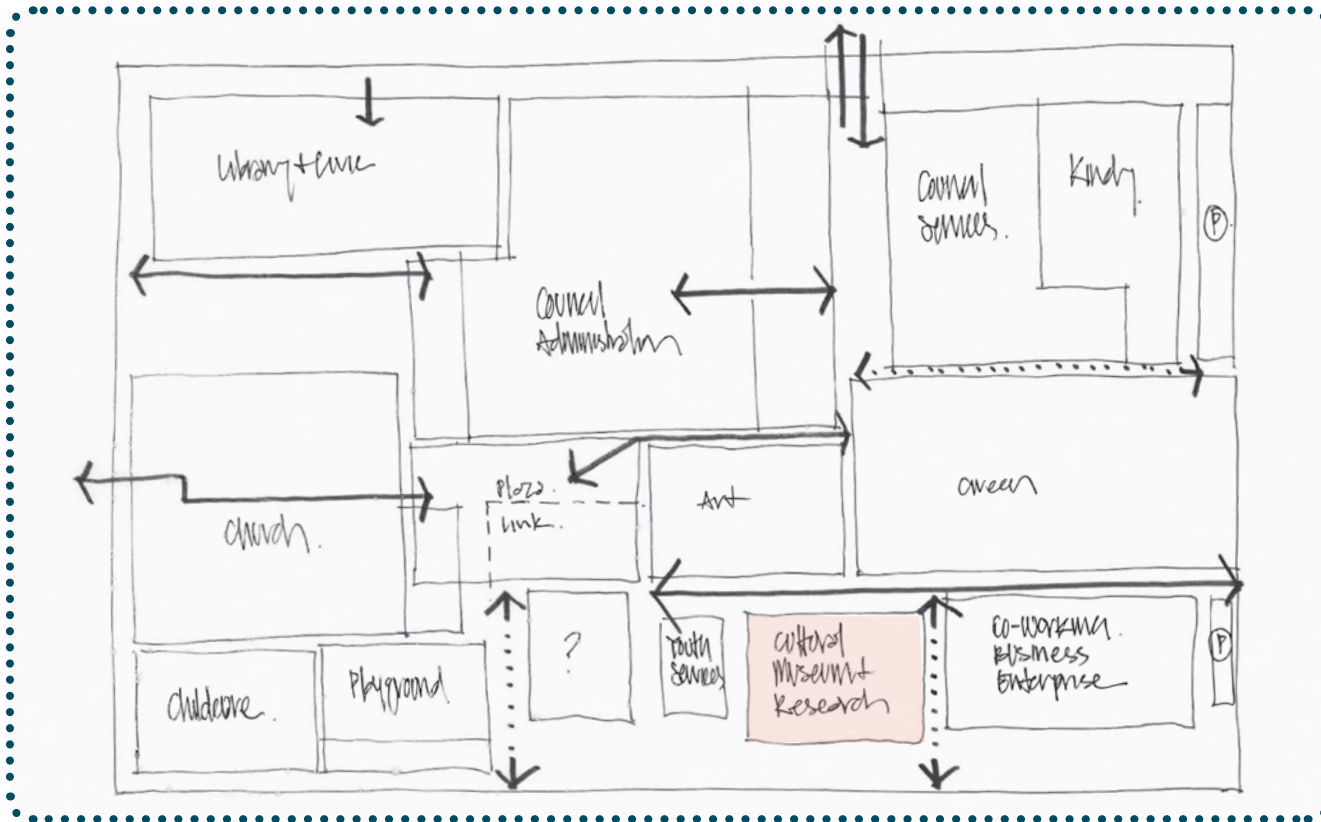 Library + Civic
Council
Services.
Kindy.
P
Council
Administration
Plaza.
Link.
Art
Green
Church.
?
Youth
Services
Cultural
Museum +
Research
Co-working.
Business
Enterprise
P
Childcare.
Playground